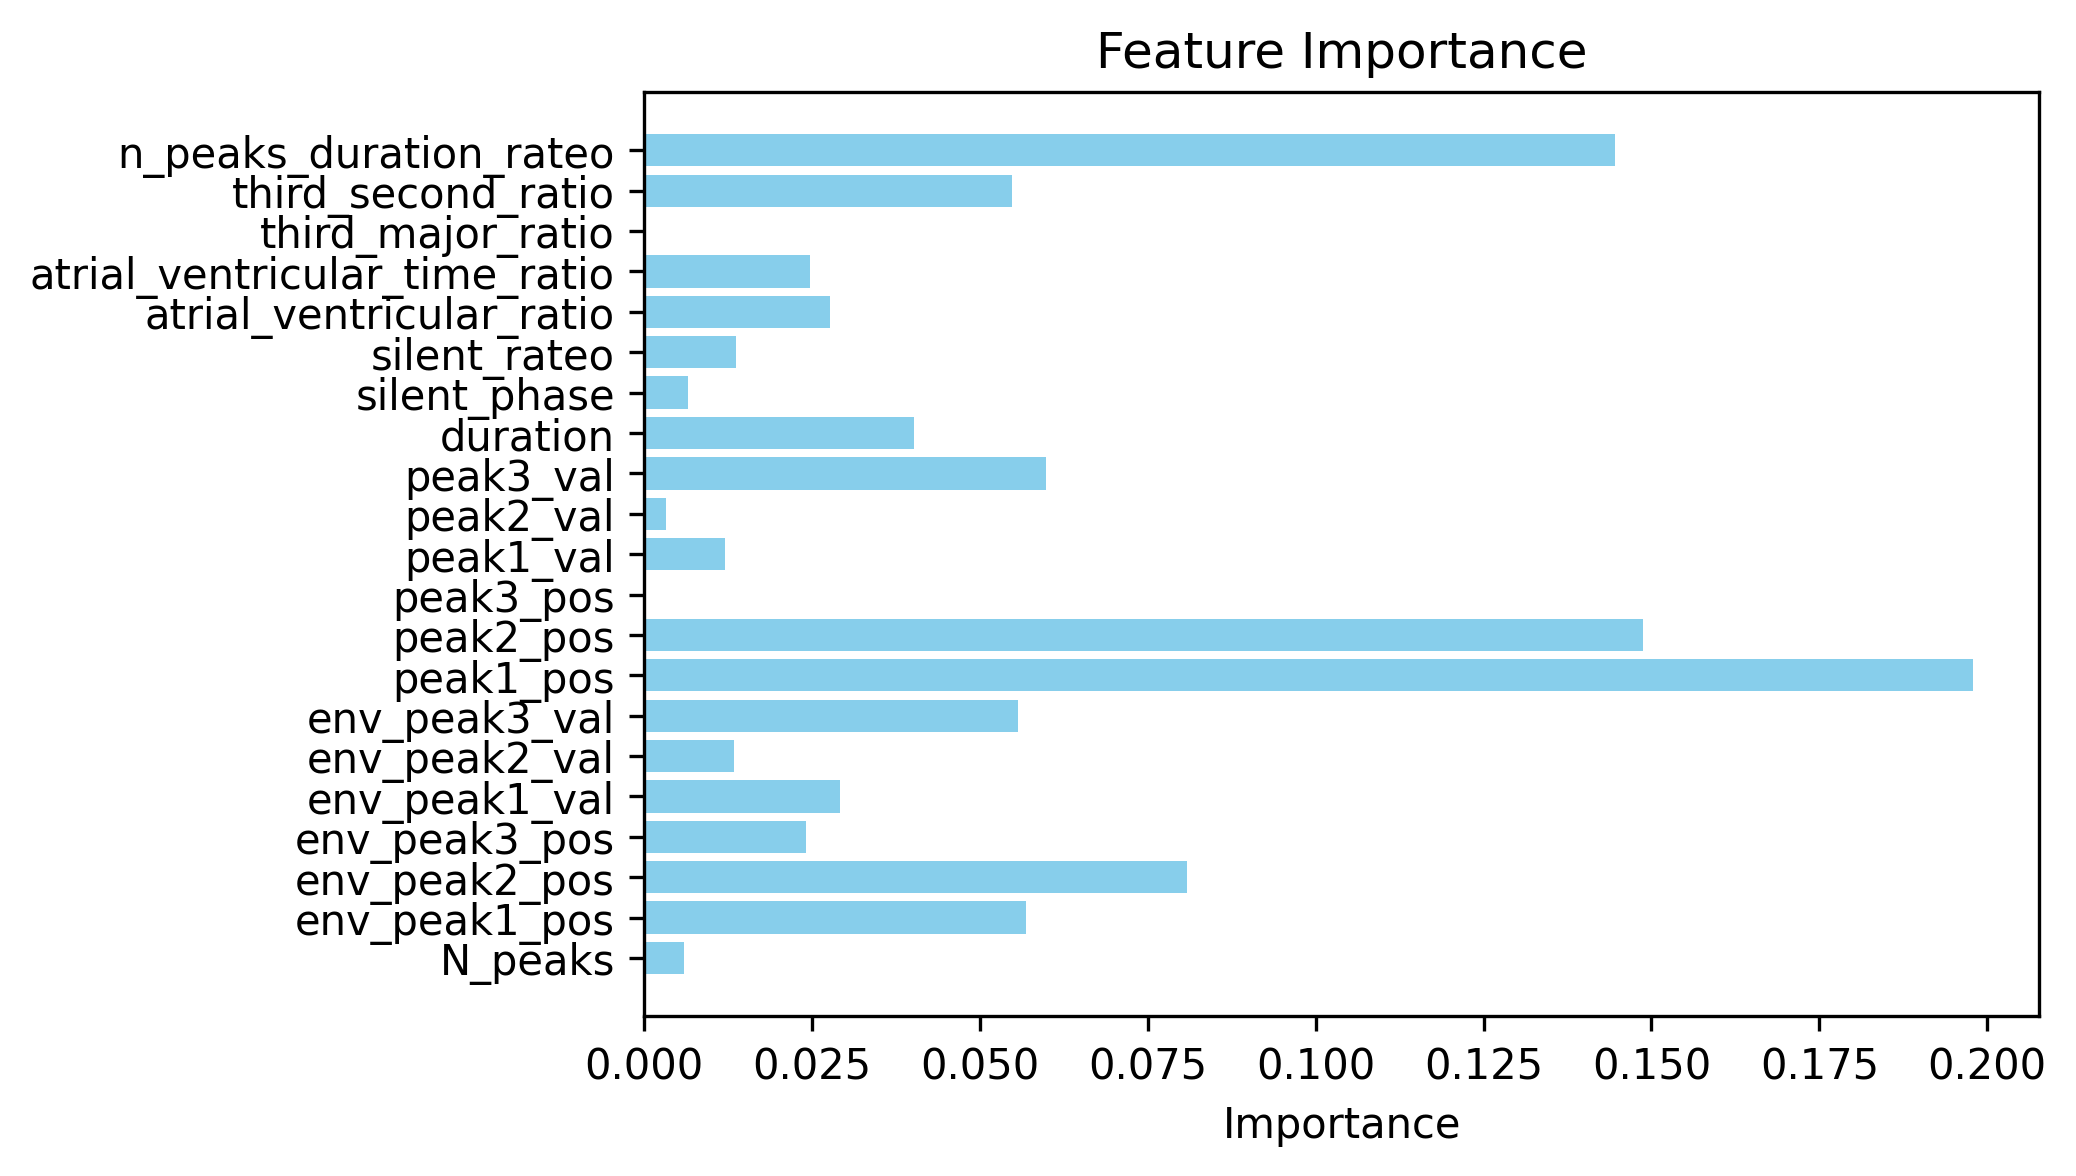 Feature Importance
n_peaks_duration_rateo
third_second_ratio
third_major_ratio
atrial_ventricular_time_ratio
atrial_ventricular_ratio
silent_rateo
silent_phase
duration
peak3_val
peak2_val
peak1_val
peak3_pos
peak2_pos
peak1_pos
env_peak3_val
env_peak2_val
env_peak1_val
env_peak3_pos
env_peak2_pos
env_peak1_pos
N_peaks
0.000 0.025 0.050 0.075 0.100 0.125 0.150 0.175 0.200
Importance